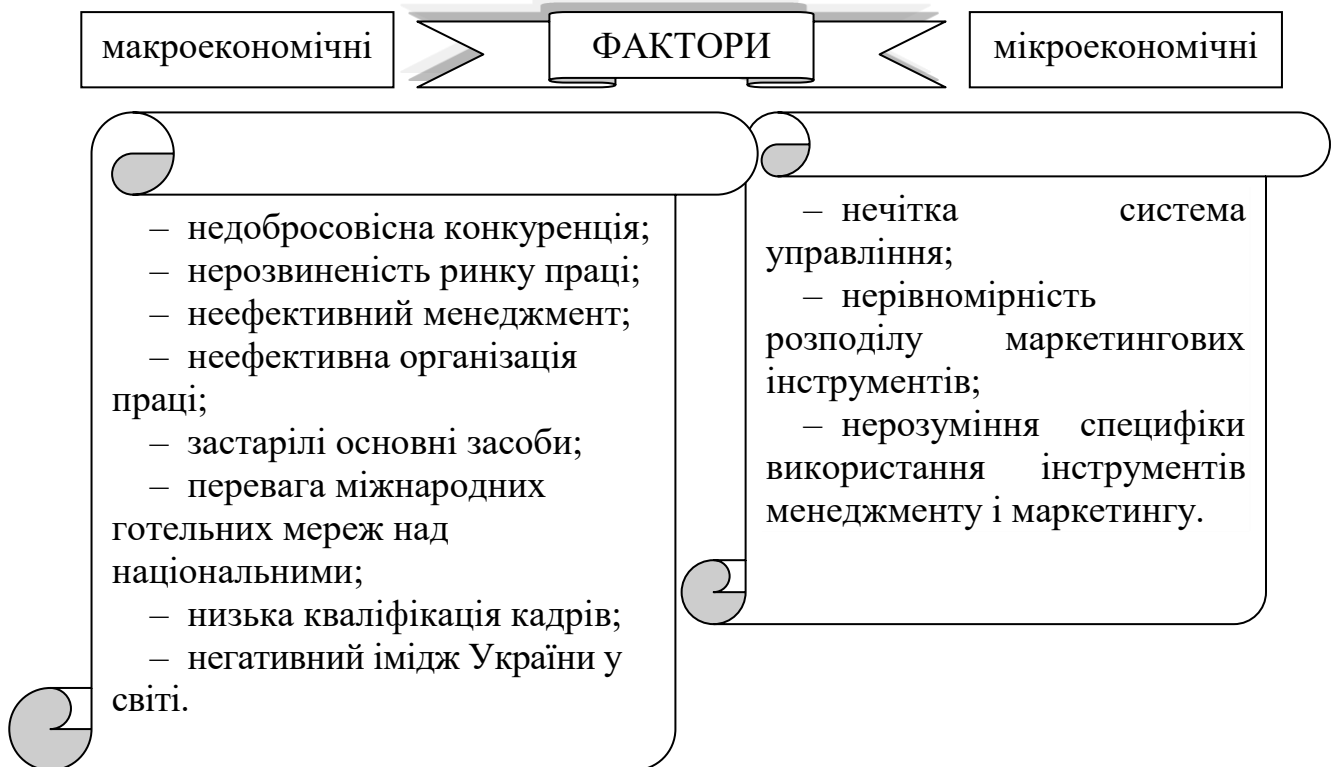 макроекономічні
ФАКТОРИ
мікроекономічні
– недобросовісна конкуренція;
– нерозвиненість ринку праці;
– неефективний менеджмент;
– неефективна організація
праці;
– застарілі основні засоби;
– перевага міжнародних
готельних мереж над
національними;
– низька кваліфікація кадрів;
– негативний імідж України у
світі.
– нечітка система
управління;
– нерівномірність
розподілу маркетингових
інструментів;
– нерозуміння специфіки
використання інструментів
менеджменту і маркетингу.